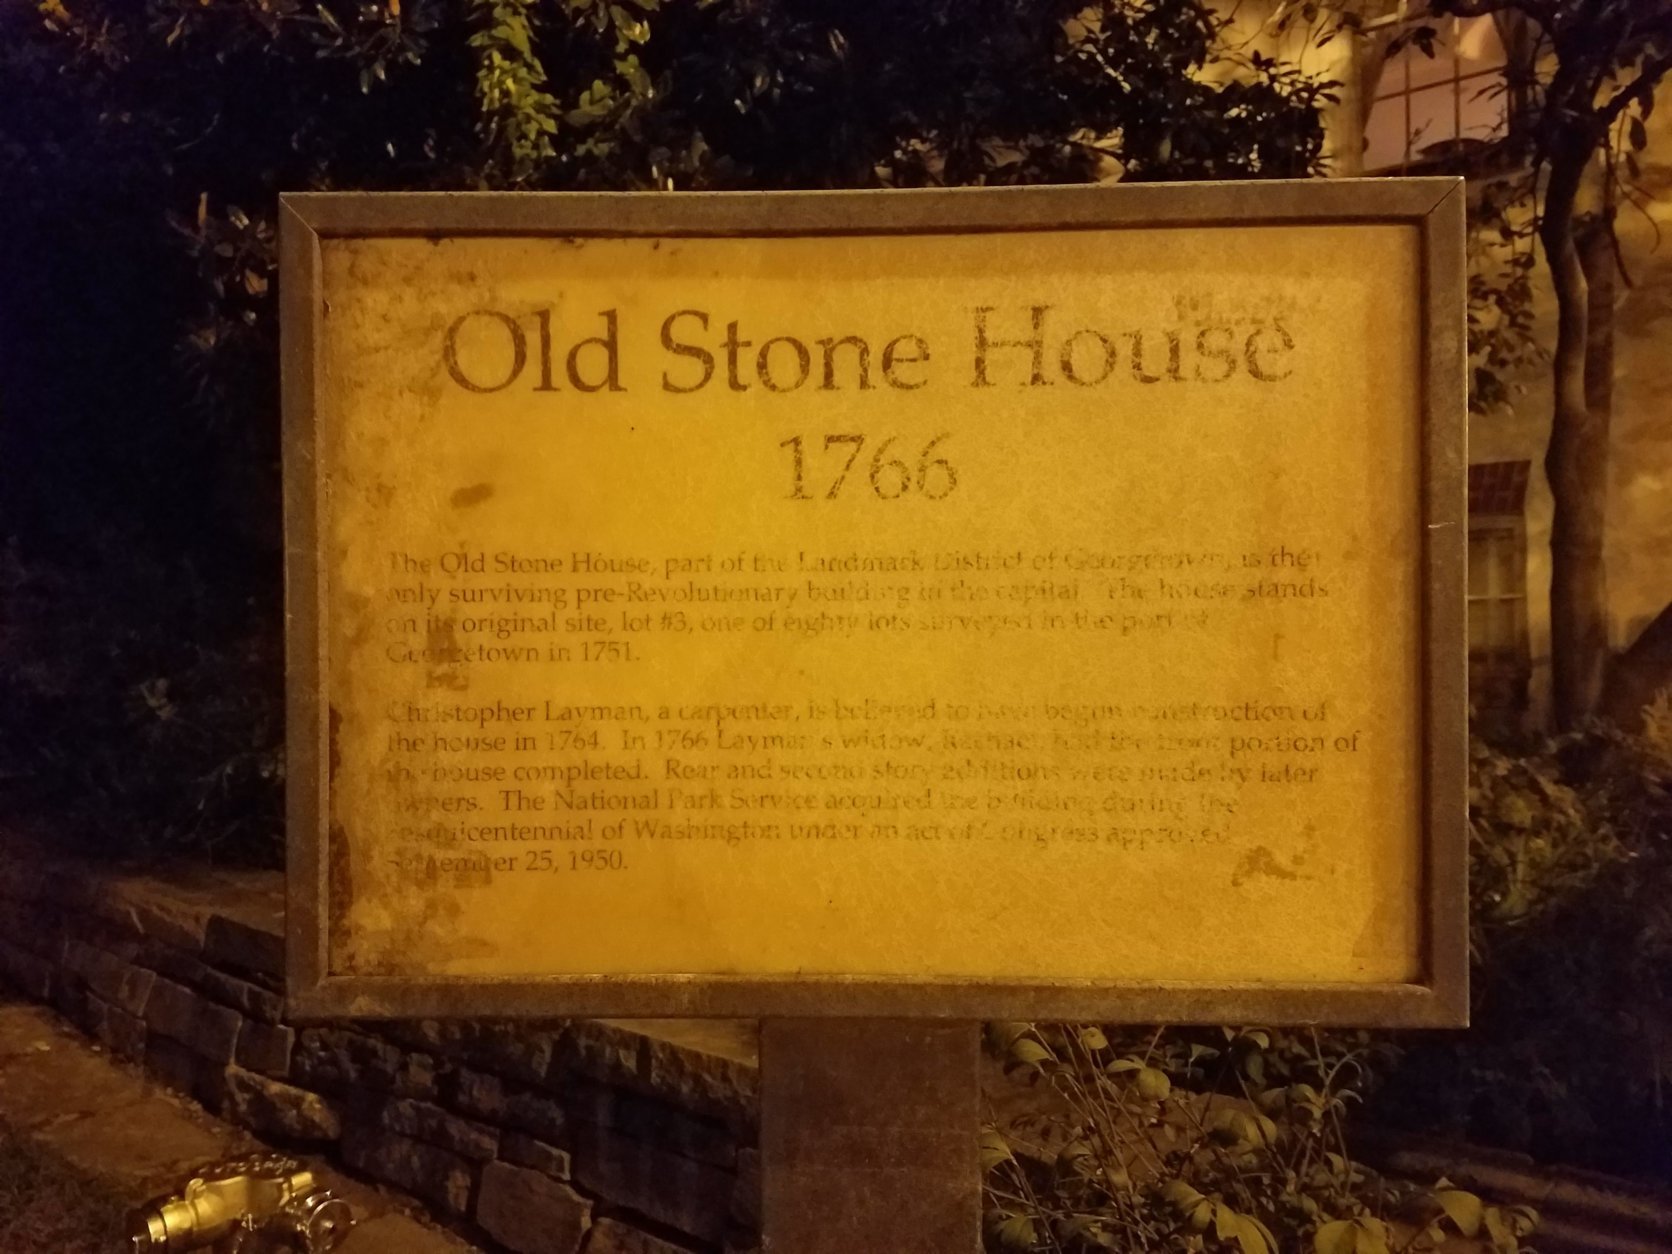 Old Stone House
1766
The Old Stone House, part of the Landmark District of Georgetown, is the
only surviving pre-Revolutionary building in the capital. The house stands
on its original site, lot #3, one of eighty lots surveyed in the port of
Georgetown in 1751.
Christopher Layman, a carpenter, is believed to have begun construction of
the house in 1764. In 1766 Layman's widow, Rachael, had the front portion of
the house completed. Rear and second story additions were made by later
owners. The National Park Service acquired the building during the
sesquicentennial of Washington under an act of Congress approved
September 25, 1950.